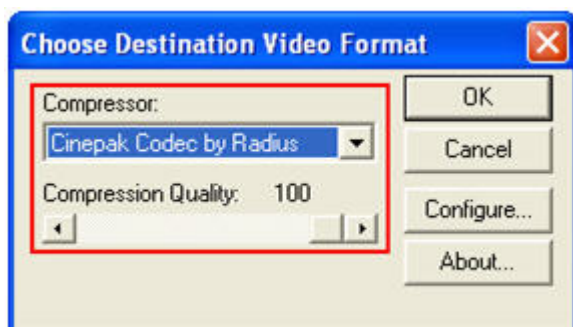 Choose Destination Video Format
Compressor:
Cinepak Codec by Radius
Compression Quality: 100
OK
Cancel
Configure...
About...